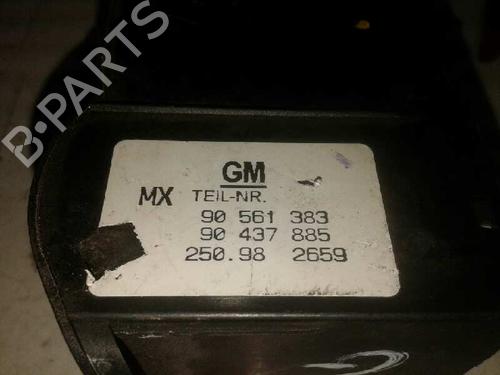 B-PARTS
GM
MX TEIL-NR.
90 561 383
90 437 885
250.98 2659